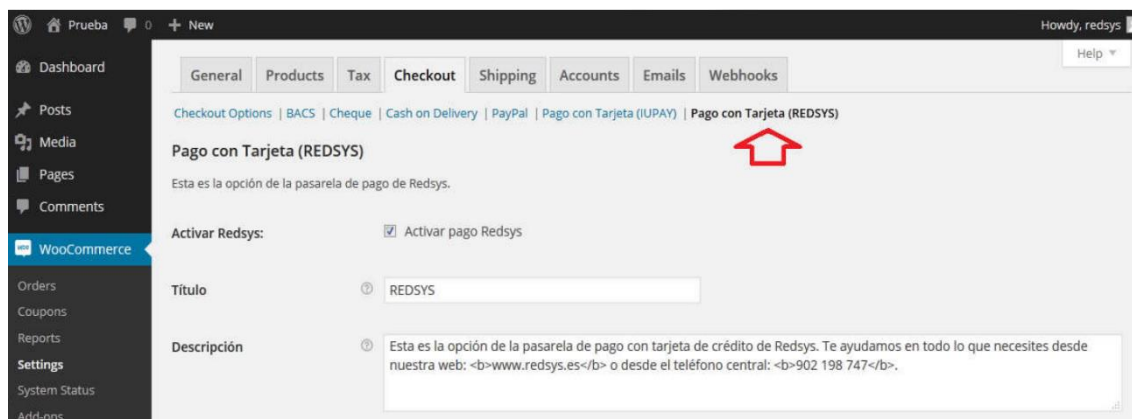 Prueba 0 + New Howdy, redsys
Help
Dashboard
Posts
Media
Pages
Comments
WooCommerce
Orders
Coupons
Reports
Settings
System Status
Add-ons
General Products Tax Checkout Shipping Accounts Emails Webhooks
Checkout Options | BACS | Cheque | Cash on Delivery | PayPal | Pago con Tarjeta (IUPAY) | Pago con Tarjeta (REDSYS)
Pago con Tarjeta (REDSYS)
Esta es la opción de la pasarela de pago de Redsys.
Activar Redsys: Activar pago Redsys
Título REDSYS
Descripción Esta es la opción de la pasarela de pago con tarjeta de crédito de Redsys. Te ayudamos en todo lo que necesites desde
nuestra web: <b>www.redsys.es</b> o desde el teléfono central: <b>902 198 747</b>.